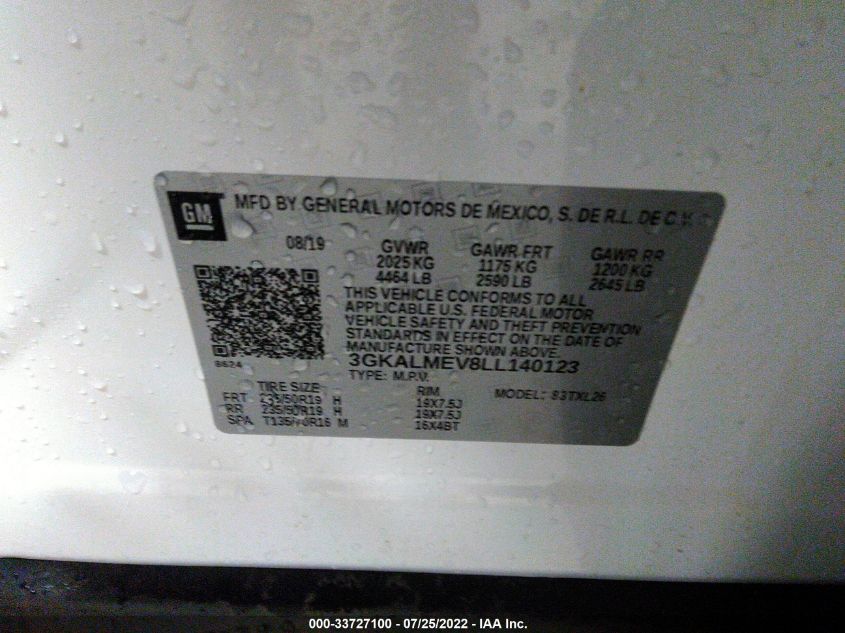 GM
MFD BY GENERAL MOTORS DE MEXICO, S. DE R.L. DE C.V.
08/19 GVWR GAWR FRT GAWR RR
2025 KG 1175 KG 1200 KG
4464 LB 2590 LB 2645 LB
THIS VEHICLE CONFORMS TO ALL
APPLICABLE U.S. FEDERAL MOTOR
VEHICLE SAFETY AND THEFT PREVENTION
STANDARDS IN EFFECT ON THE DATE OF
MANUFACTURE SHOWN ABOVE.
8624 3GKALMEV8LL140123
TYPE: M.P.V.
TIRE SIZE RIM MODEL: 83TXL26
FRT 235/50R19 H 19X7.5J
RR 235/50R19 H 19X7.5J
SPA T135/70R16 M 16X4BT
000-33727100 - 07/25/2022 - IAA Inc.